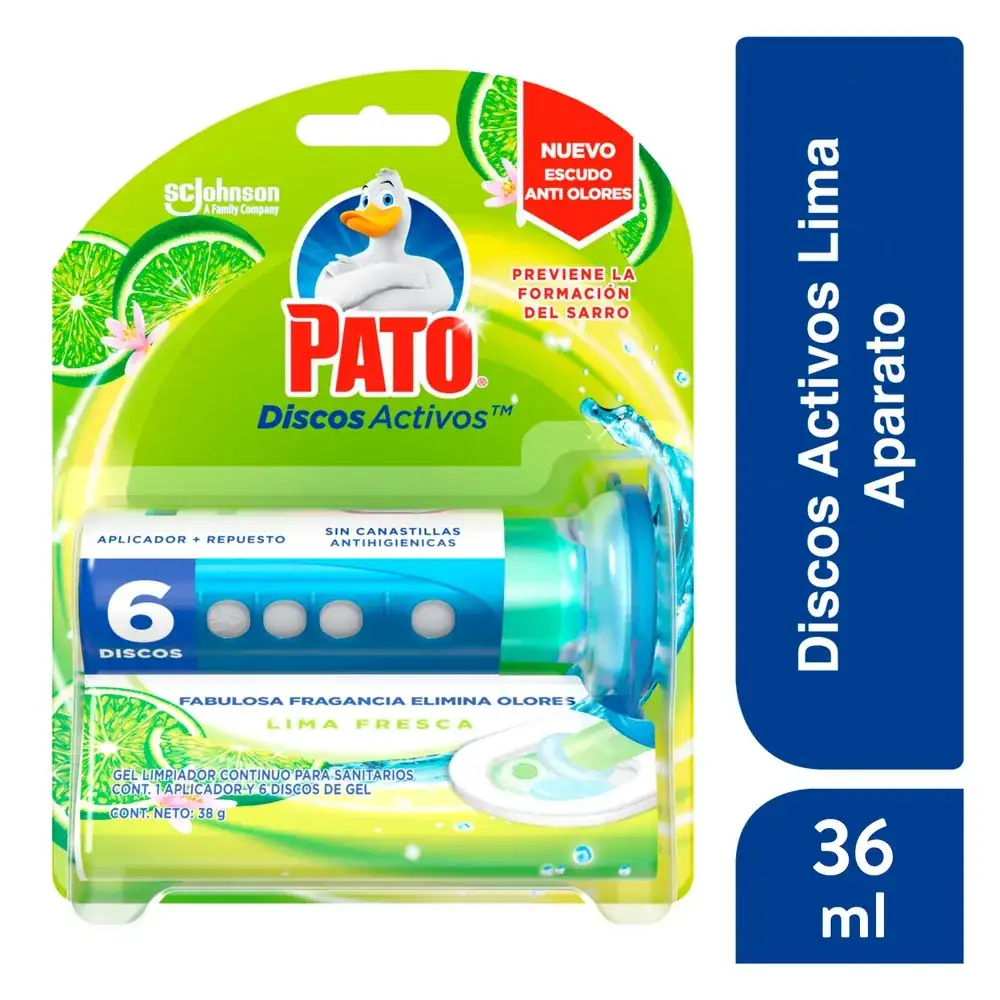 SCJohnson
A Family Company
NUEVO
ESCUDO
ANTI OLORES
PREVIENE LA
FORMACIÓN
DEL SARRO
PATO®
Discos Activos™
APLICADOR + REPUESTO
SIN CANASTILLAS
ANTIHIGIENICAS
6
DISCOS
FABULOSA FRAGANCIA ELIMINA OLORES
LIMA FRESCA
GEL LIMPIADOR CONTINUO PARA SANITARIOS
CONT. 1 APLICADOR Y 6 DISCOS DE GEL
CONT. NETO: 38 g
Discos Activos Lima
Aparato
36
ml